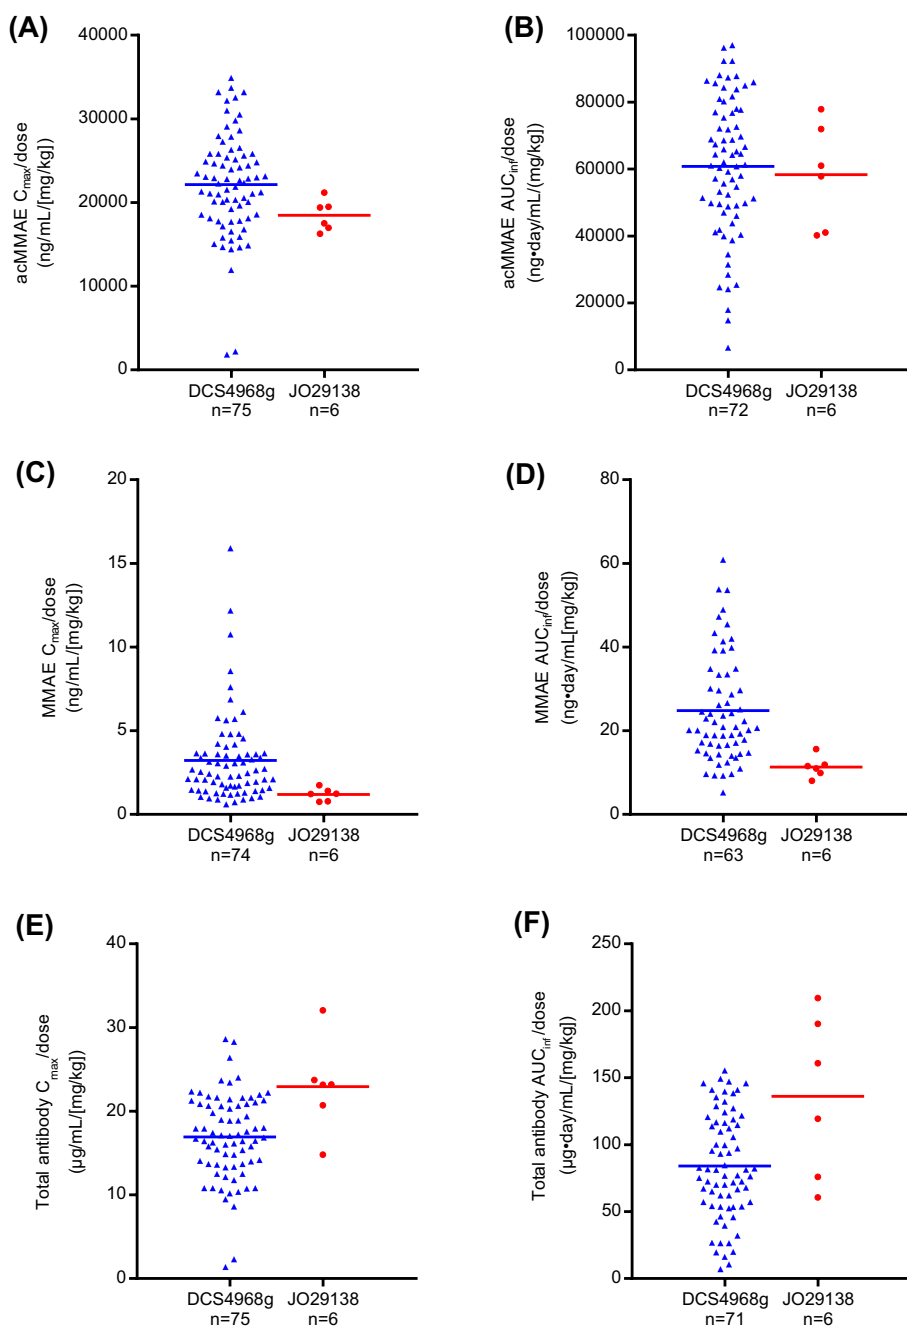 (A)
acMMAE Cmax/dose
(ng/mL/[mg/kg])
40000
30000
20000
10000
0
DCS4968g JO29138
n=75 n=6
(B)
acMMAE AUCinf/dose
(ng•day/mL/(mg/kg])
100000
80000
60000
40000
20000
0
DCS4968g JO29138
n=72 n=6
(C)
MMAE Cmax/dose
(ng/mL/[mg/kg])
20
15
10
5
0
DCS4968g JO29138
n=74 n=6
(D)
MMAE AUCinf/dose
(ng•day/mL[mg/kg])
80
60
40
20
0
DCS4968g JO29138
n=63 n=6
(E)
Total antibody Cmax/dose
(µg/mL/[mg/kg])
40
30
20
10
0
DCS4968g JO29138
n=75 n=6
(F)
Total antibody AUCinf/dose
(µg•day/mL/[mg/kg])
250
200
150
100
50
0
DCS4968g JO29138
n=71 n=6